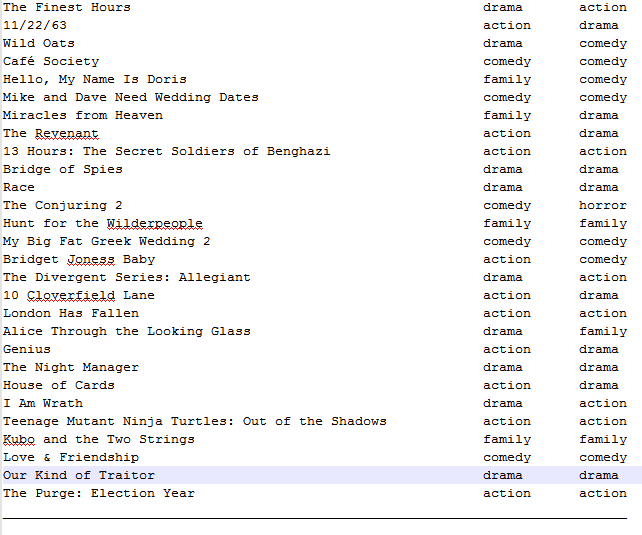 The Finest Hours drama action
11/22/63 action drama
Wild Oats drama comedy
Café Society comedy comedy
Hello, My Name Is Doris family comedy
Mike and Dave Need Wedding Dates comedy comedy
Miracles from Heaven family drama
The Revenant action drama
13 Hours: The Secret Soldiers of Benghazi action action
Bridge of Spies drama drama
Race drama drama
The Conjuring 2 comedy horror
Hunt for the Wilderpeople family family
My Big Fat Greek Wedding 2 comedy comedy
Bridget Joness Baby action comedy
The Divergent Series: Allegiant drama action
10 Cloverfield Lane action drama
London Has Fallen action action
Alice Through the Looking Glass drama family
Genius action drama
The Night Manager drama drama
House of Cards action drama
I Am Wrath drama action
Teenage Mutant Ninja Turtles: Out of the Shadows action action
Kubo and the Two Strings family family
Love & Friendship comedy comedy
Our Kind of Traitor drama drama
The Purge: Election Year action action